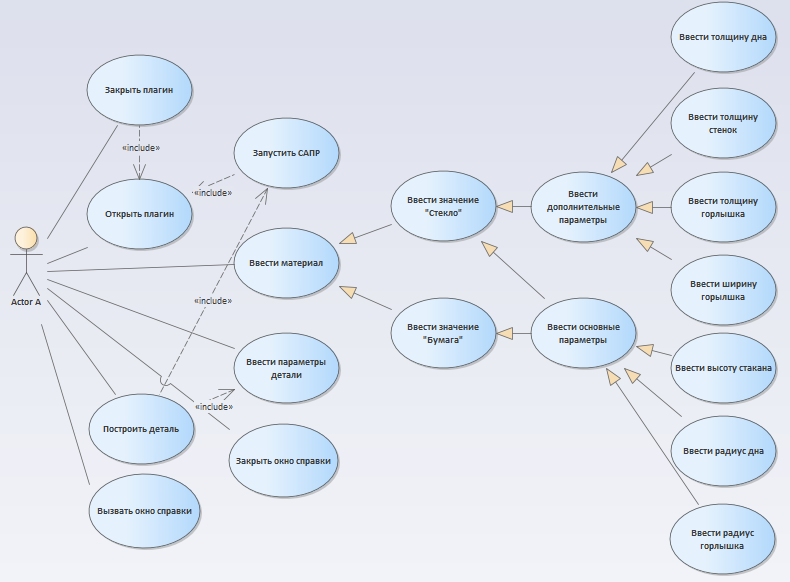 Ввести толщину дна
Закрыть плагин
Ввести толщину
стенок
«include»
Запустить САПР
«include»
Открыть плагин
Ввести значение
"Стекло"
Ввести
дополнительные
параметры
Ввести толщину
горлышка
Actor A
Ввести материал
«include»
Ввести ширину
горылшка
Ввести значение
"Бумага"
Ввести основные
параметры
Ввести параметры
детали
Ввести высоту стакана
«include»
Построить деталь
Закрыть окно справки
Ввести радиус дна
Вызвать окно справки
Ввести радиус
горлышка